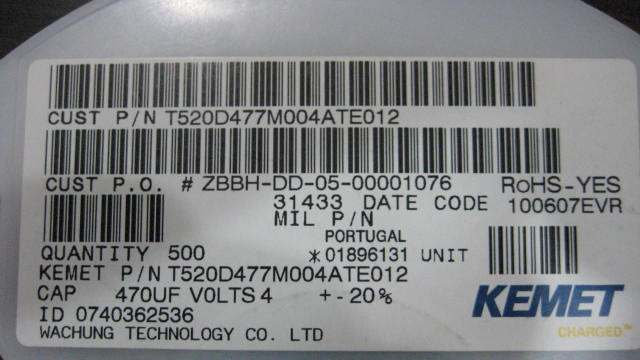 CUST P/N T520D477M004ATE012
CUST P.O. # ZBBH-DD-05-00001076 RoHS-YES
31433 DATE CODE 100607EVR
MIL P/N
PORTUGAL
QUANTITY 500 *01896131 UNIT
KEMET P/N T520D477M004ATE012
CAP 470UF VOLTS 4 +-20%
ID 0740362536
WACHUNG TECHNOLOGY CO. LTD
KEMET
CHARGED™